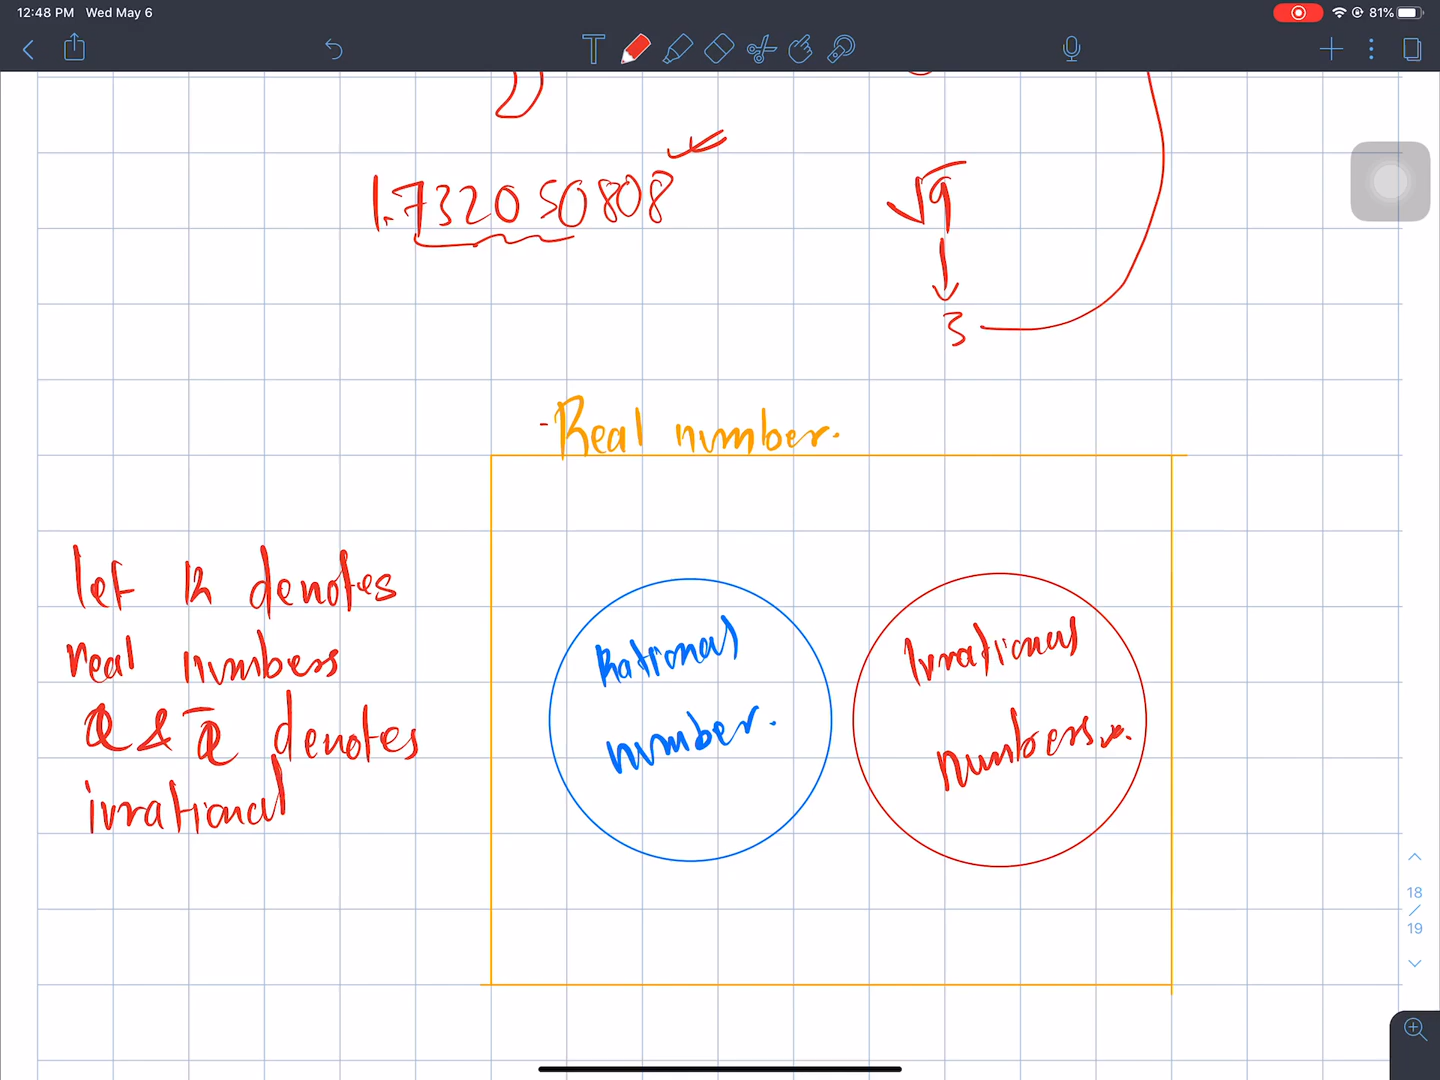 12:48 PM Wed May 6
81%
1.732050808
√9
3
Real number.
let R denotes
real numbers
Q & Q̅ denotes
irrational
Rational
number.
Irrational
numbers.
18
/
19